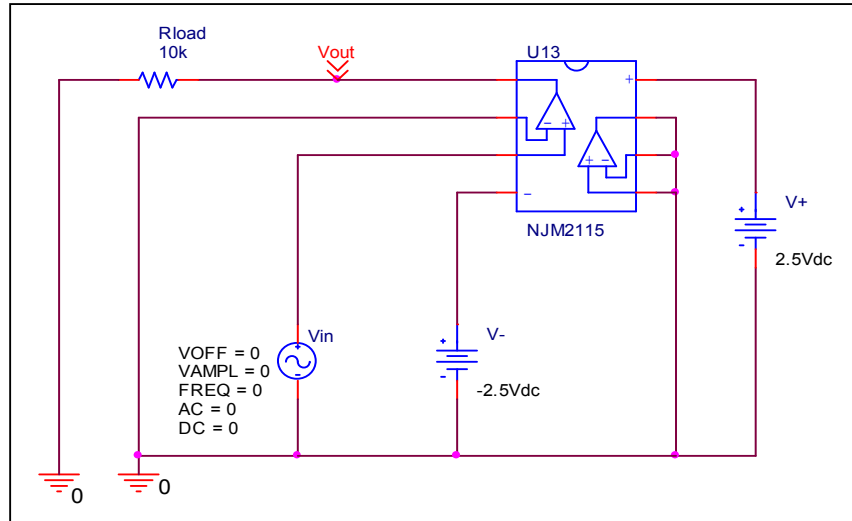 Rload
10k
Vout
U13
+
- +
+ -
-
NJM2115
+
-
V+
2.5Vdc
+
-
V-
-2.5Vdc
+
-
Vin
VOFF = 0
VAMPL = 0
FREQ = 0
AC = 0
DC = 0
0
0